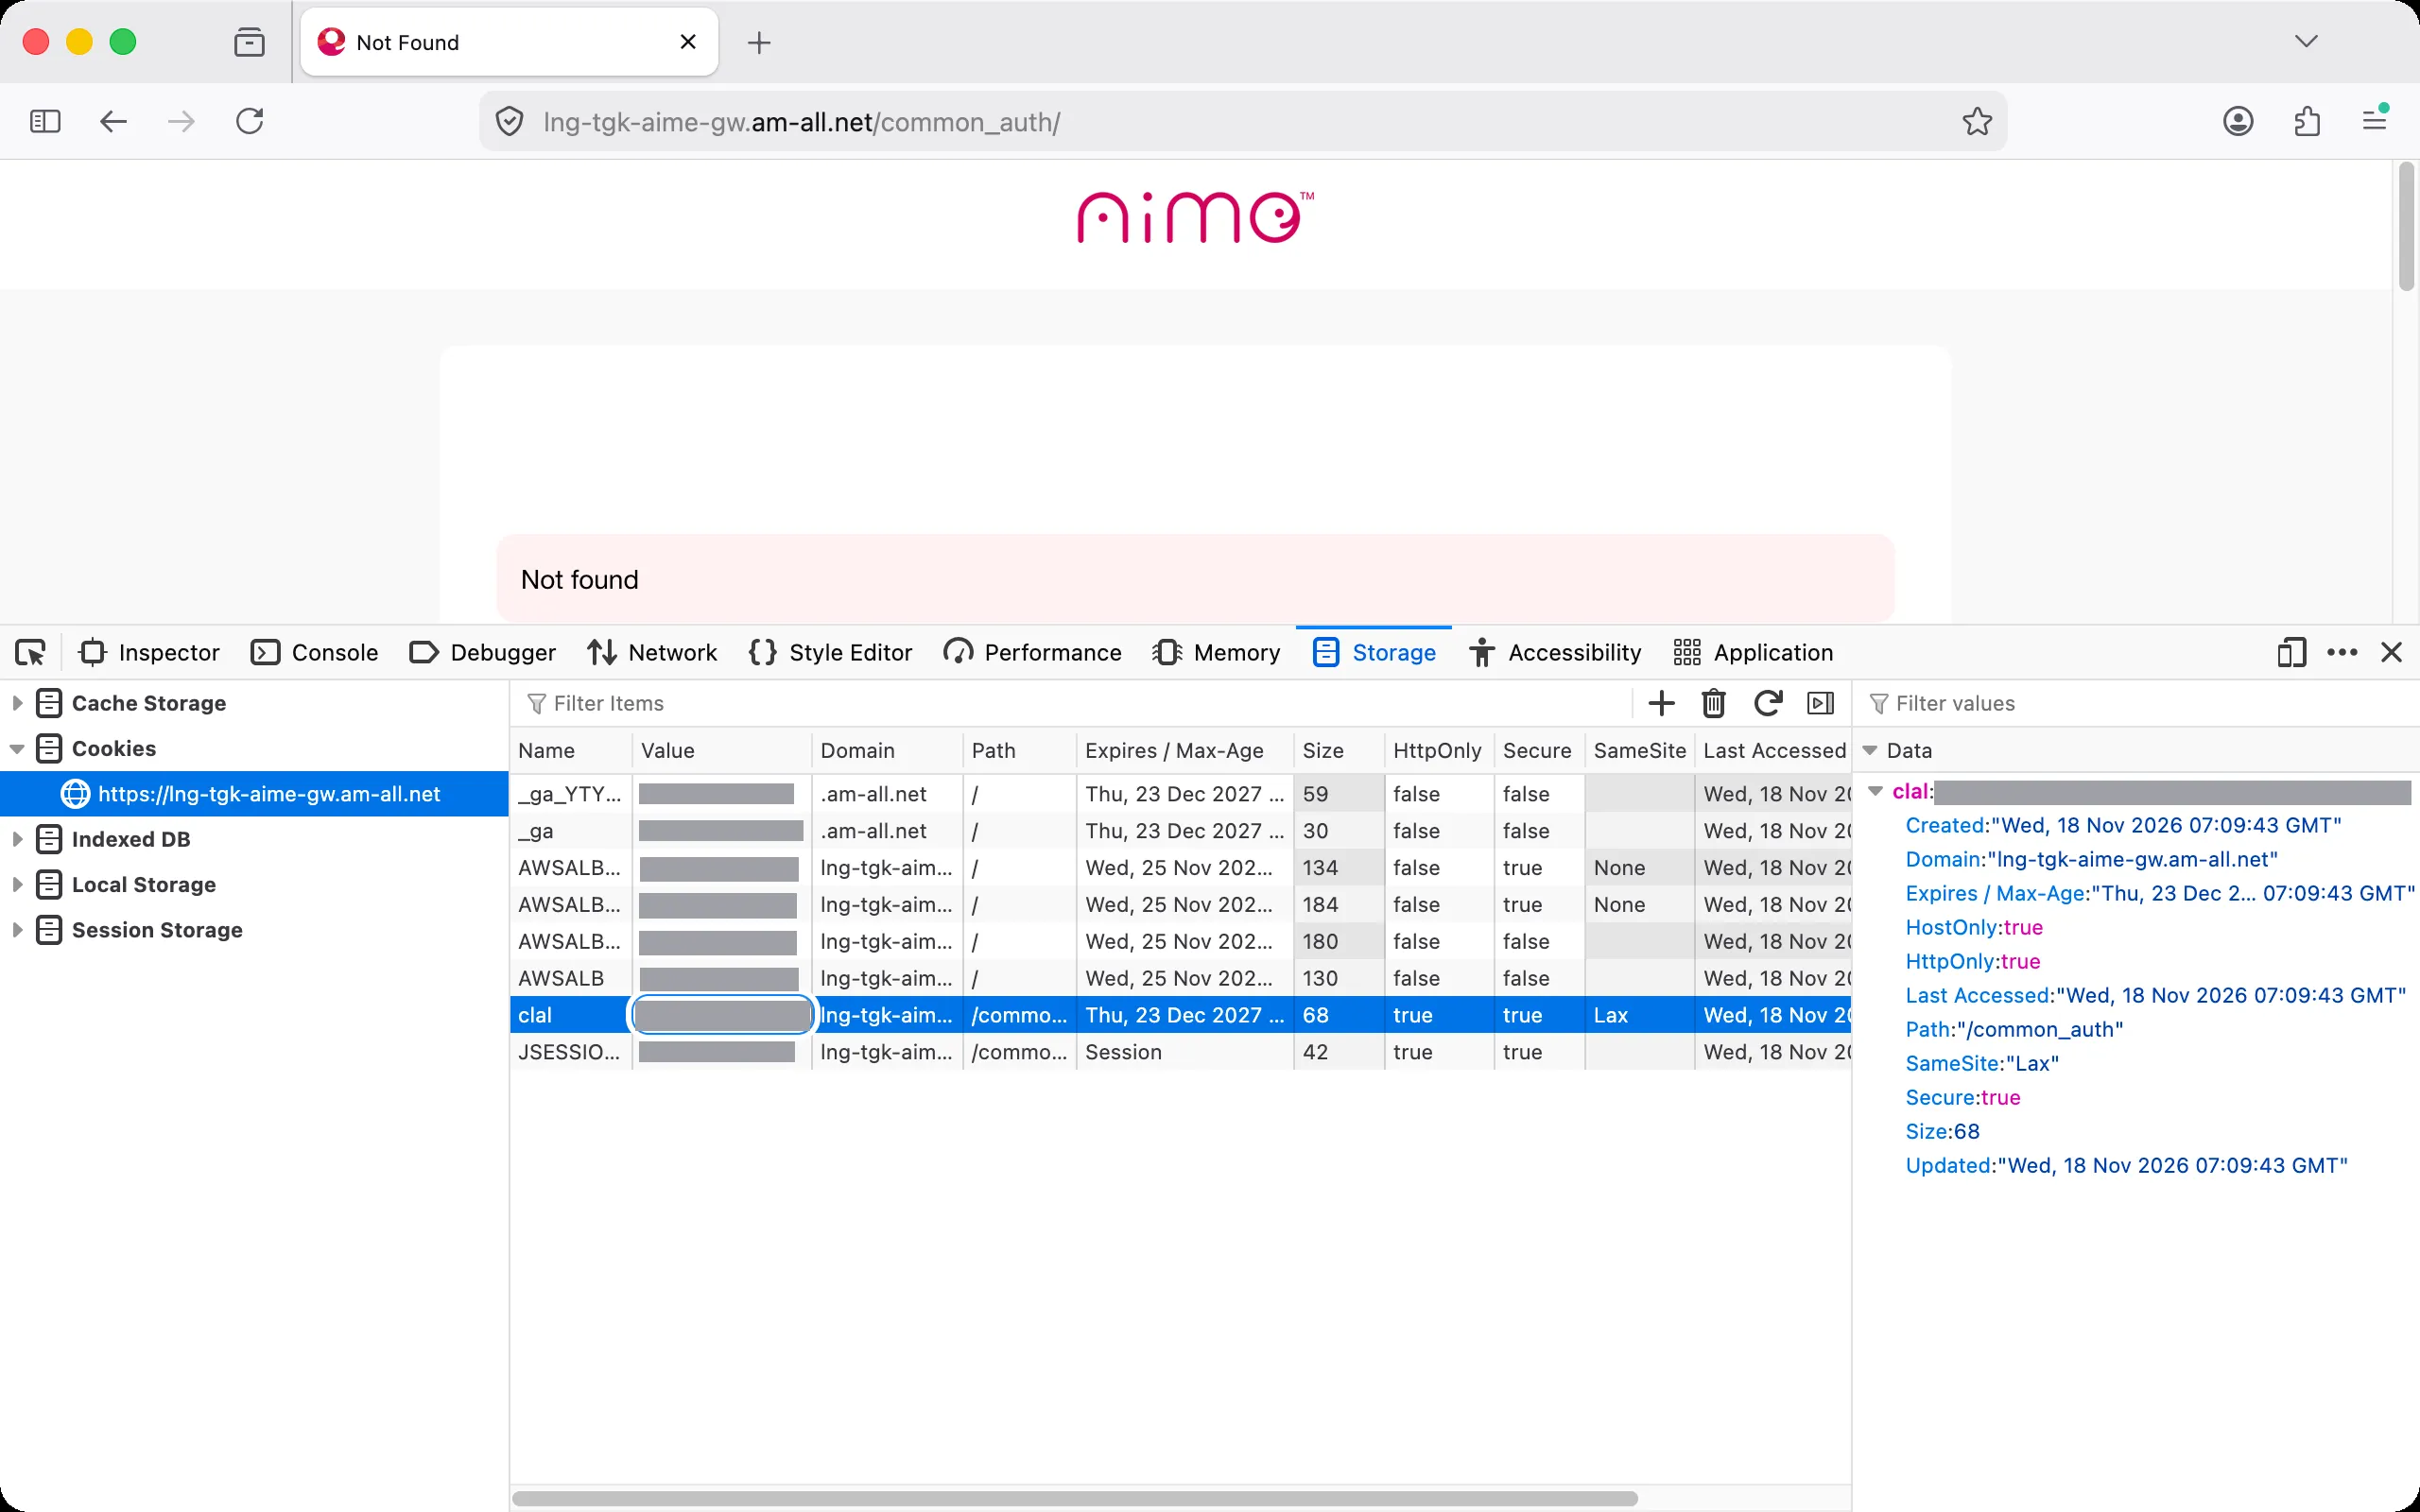 Not Found
lng-tgk-aime-gw.am-all.net/common_auth/
aime™
Not found
Inspector Console Debugger Network Style Editor Performance Memory Storage Accessibility Application
Cache Storage
Cookies
https://lng-tgk-aime-gw.am-all.net
Indexed DB
Local Storage
Session Storage
Filter Items
Name Value Domain Path Expires / Max-Age Size HttpOnly Secure SameSite Last Accessed
_ga_YTY... .am-all.net / Thu, 23 Dec 2027 ... 59 false false Wed, 18 Nov 20
_ga .am-all.net / Thu, 23 Dec 2027 ... 30 false false Wed, 18 Nov 20
AWSALB... lng-tgk-aim... / Wed, 25 Nov 202... 134 false true None Wed, 18 Nov 20
AWSALB... lng-tgk-aim... / Wed, 25 Nov 202... 184 false true None Wed, 18 Nov 20
AWSALB... lng-tgk-aim... / Wed, 25 Nov 202... 180 false false Wed, 18 Nov 20
AWSALB lng-tgk-aim... / Wed, 25 Nov 202... 130 false false Wed, 18 Nov 20
clal lng-tgk-aim... /commo... Thu, 23 Dec 2027 ... 68 true true Lax Wed, 18 Nov 20
JSESSIO... lng-tgk-aim... /commo... Session 42 true true Wed, 18 Nov 20
Filter values
Data
clal:
Created:"Wed, 18 Nov 2026 07:09:43 GMT"
Domain:"lng-tgk-aime-gw.am-all.net"
Expires / Max-Age:"Thu, 23 Dec 2... 07:09:43 GMT"
HostOnly:true
HttpOnly:true
Last Accessed:"Wed, 18 Nov 2026 07:09:43 GMT"
Path:"/common_auth"
SameSite:"Lax"
Secure:true
Size:68
Updated:"Wed, 18 Nov 2026 07:09:43 GMT"